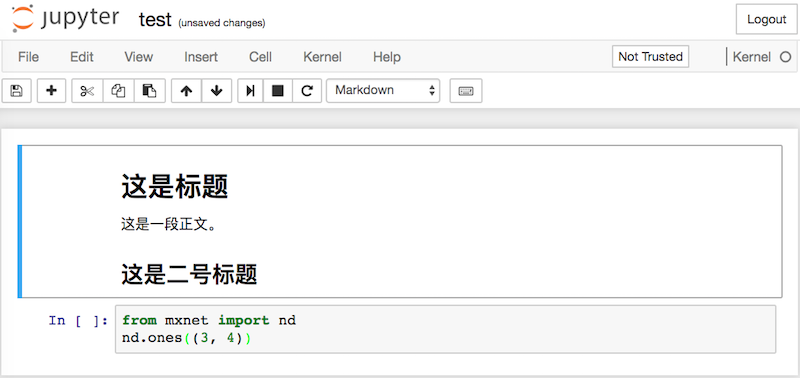 jupyter test (unsaved changes) Logout
File Edit View Insert Cell Kernel Help Not Trusted Kernel
Markdown
这是标题
这是一段正文。
这是二号标题
In [ ]: from mxnet import nd
nd.ones((3, 4))